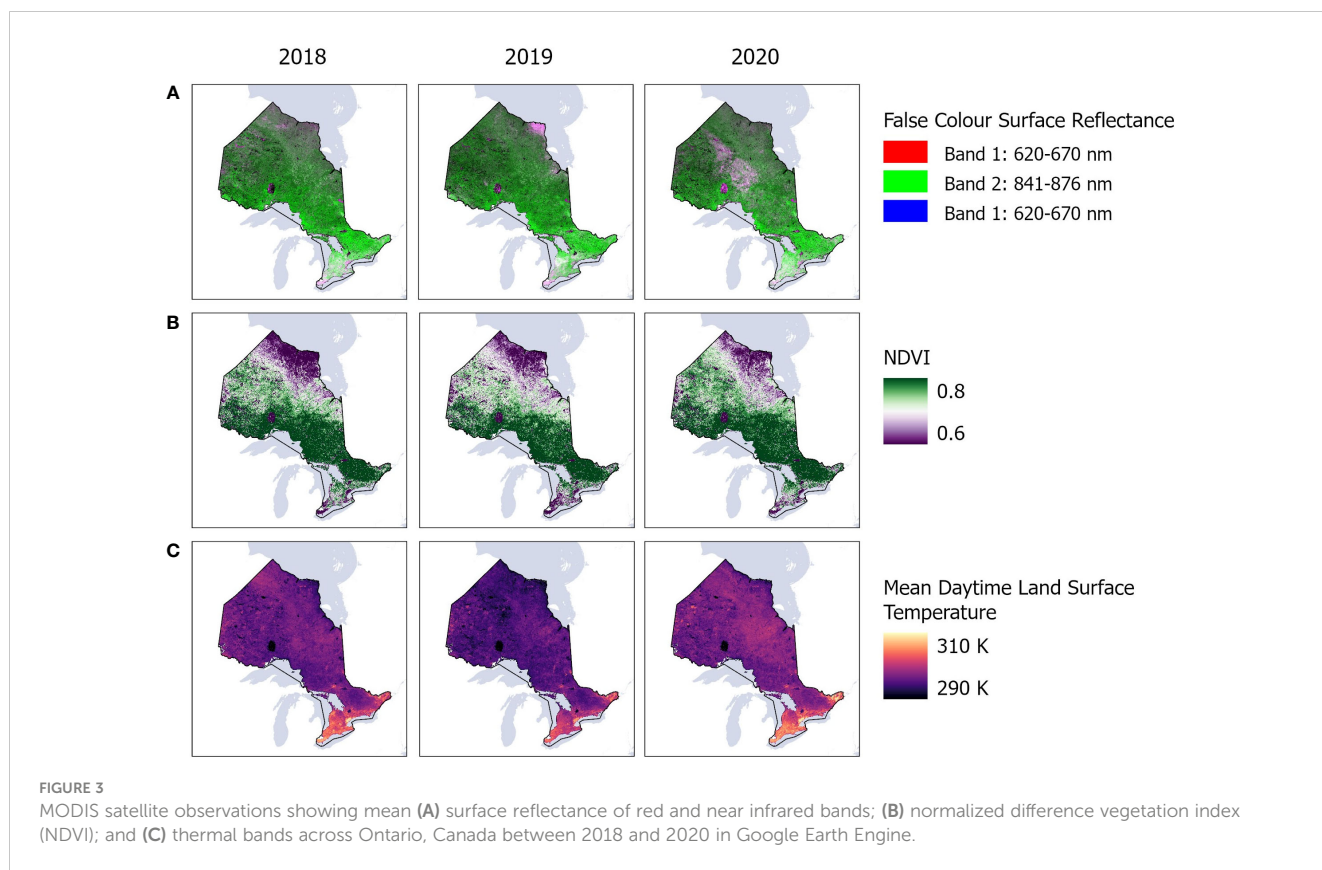 2018
2019
2020
A
False Colour Surface Reflectance
Band 1: 620-670 nm
Band 2: 841-876 nm
Band 1: 620-670 nm
B
NDVI
0.8
0.6
C
Mean Daytime Land Surface
Temperature
310 K
290 K
FIGURE 3
MODIS satellite observations showing mean (A) surface reflectance of red and near infrared bands; (B) normalized difference vegetation index
(NDVI); and (C) thermal bands across Ontario, Canada between 2018 and 2020 in Google Earth Engine.